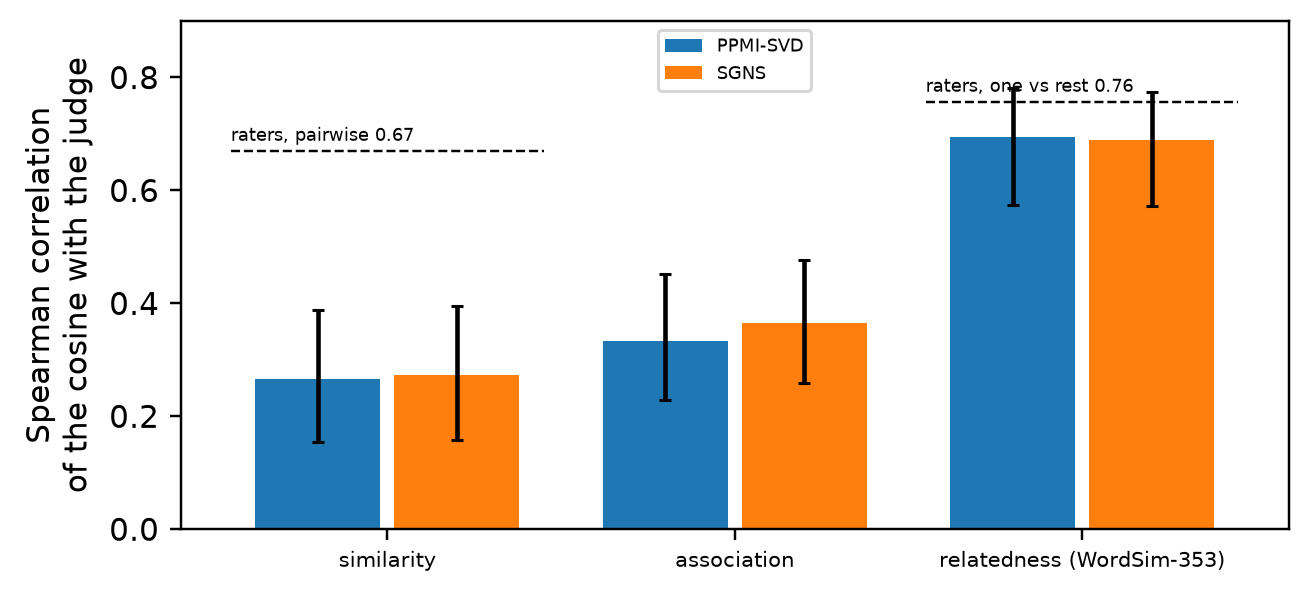 Spearman correlation
of the cosine with the judge
0.8
0.6
0.4
0.2
0.0
PPMI-SVD
SGNS
raters, pairwise 0.67
raters, one vs rest 0.76
similarity
association
relatedness (WordSim-353)